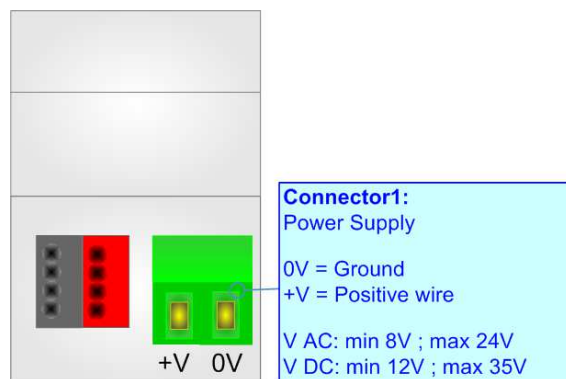 Connector1:
Power Supply
0V = Ground
+V = Positive wire
V AC: min 8V ; max 24V
V DC: min 12V ; max 35V
+V 0V